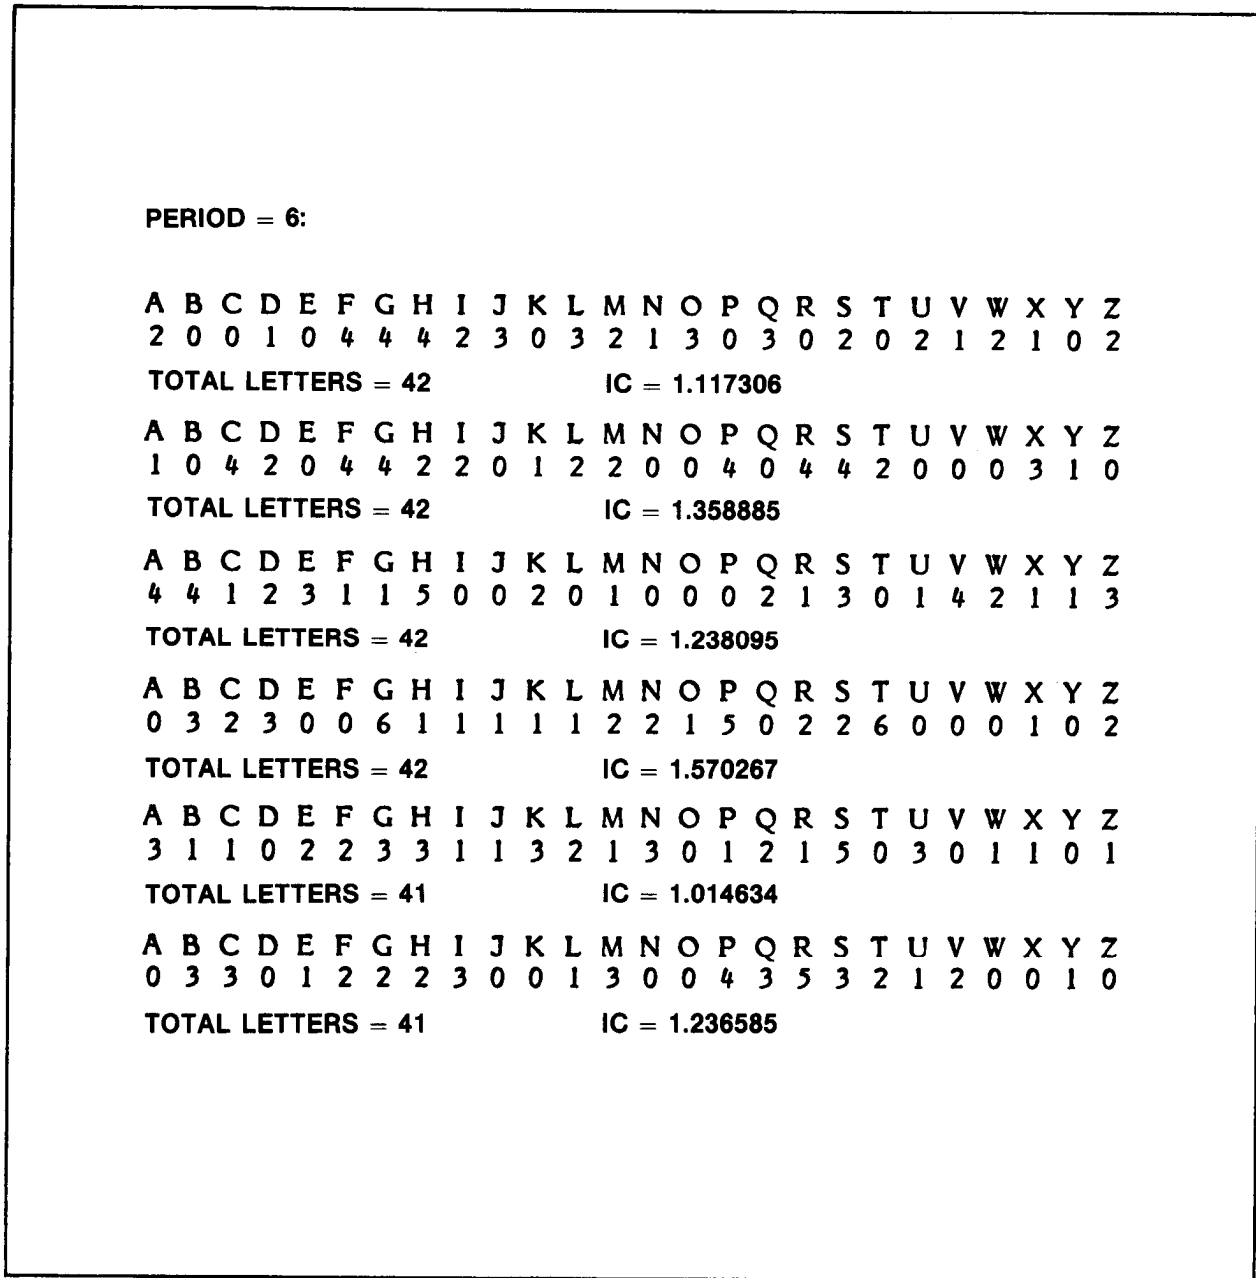 PERIOD = 6:
A B C D E F G H I J K L M N O P Q R S T U V W X Y Z
2 0 0 1 0 4 4 4 2 3 0 3 2 1 3 0 3 0 2 0 2 1 2 1 0 2
TOTAL LETTERS = 42 IC = 1.117306
A B C D E F G H I J K L M N O P Q R S T U V W X Y Z
1 0 4 2 0 4 4 2 2 0 1 2 2 0 0 4 0 4 4 2 0 0 0 3 1 0
TOTAL LETTERS = 42 IC = 1.358885
A B C D E F G H I J K L M N O P Q R S T U V W X Y Z
4 4 1 2 3 1 1 5 0 0 2 0 1 0 0 0 2 1 3 0 1 4 2 1 1 3
TOTAL LETTERS = 42 IC = 1.238095
A B C D E F G H I J K L M N O P Q R S T U V W X Y Z
0 3 2 3 0 0 6 1 1 1 1 1 2 2 1 5 0 2 2 6 0 0 0 1 0 2
TOTAL LETTERS = 42 IC = 1.570267
A B C D E F G H I J K L M N O P Q R S T U V W X Y Z
3 1 1 0 2 2 3 3 1 1 3 2 1 3 0 1 2 1 5 0 3 0 1 1 0 1
TOTAL LETTERS = 41 IC = 1.014634
A B C D E F G H I J K L M N O P Q R S T U V W X Y Z
0 3 3 0 1 2 2 2 3 0 0 1 3 0 0 4 3 5 3 2 1 2 0 0 1 0
TOTAL LETTERS = 41 IC = 1.236585